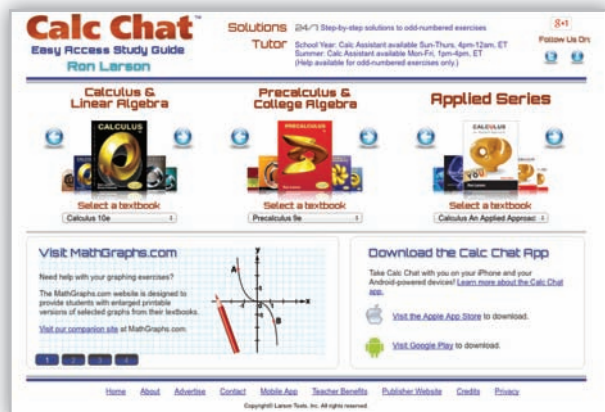 Calc Chat™
Easy Access Study Guide
Ron Larson
Solutions 24/7 Step-by-step solutions to odd-numbered exercises
Tutor School Year: Calc Assistant available Sun-Thurs, 4pm-12am, ET
Summer: Calc Assistant available Mon-Fri, 1pm-4pm, ET
(Help available for odd-numbered exercises only.)
g+1
Follow Us On:
Calculus &
Linear Algebra
CALCULUS
Select a textbook
Calculus 10e
Precalculus &
College Algebra
PRECALCULUS
Select a textbook
Precalculus 9e
Applied Series
CALCULUS
YOU
Select a textbook
Calculus An Applied Approac
Visit MathGraphs.com
Need help with your graphing exercises?
The MathGraphs.com website is designed to
provide students with enlarged printable
versions of selected graphs from their textbooks.
Visit our companion site at MathGraphs.com.
y
A
x
B
1 2 3 4
Download the Calc Chat App
Take Calc Chat with you on your iPhone and your
Android-powered devices! Learn more about the Calc Chat
app.
Visit the Apple App Store to download.
Visit Google Play to download.
Home About Advertise Contact Mobile App Teacher Benefits Publisher Website Credits Privacy
Copyright© Larson Texts, Inc. All rights reserved.